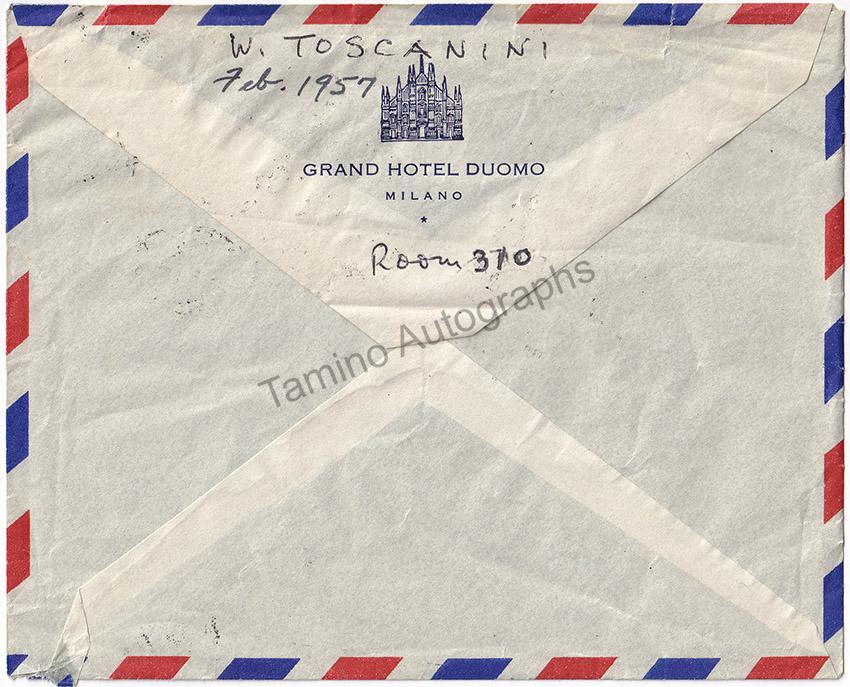 W. TOSCANINI
Feb. 1957
GRAND HOTEL DUOMO
MILANO
Room 310
Tamino Autographs